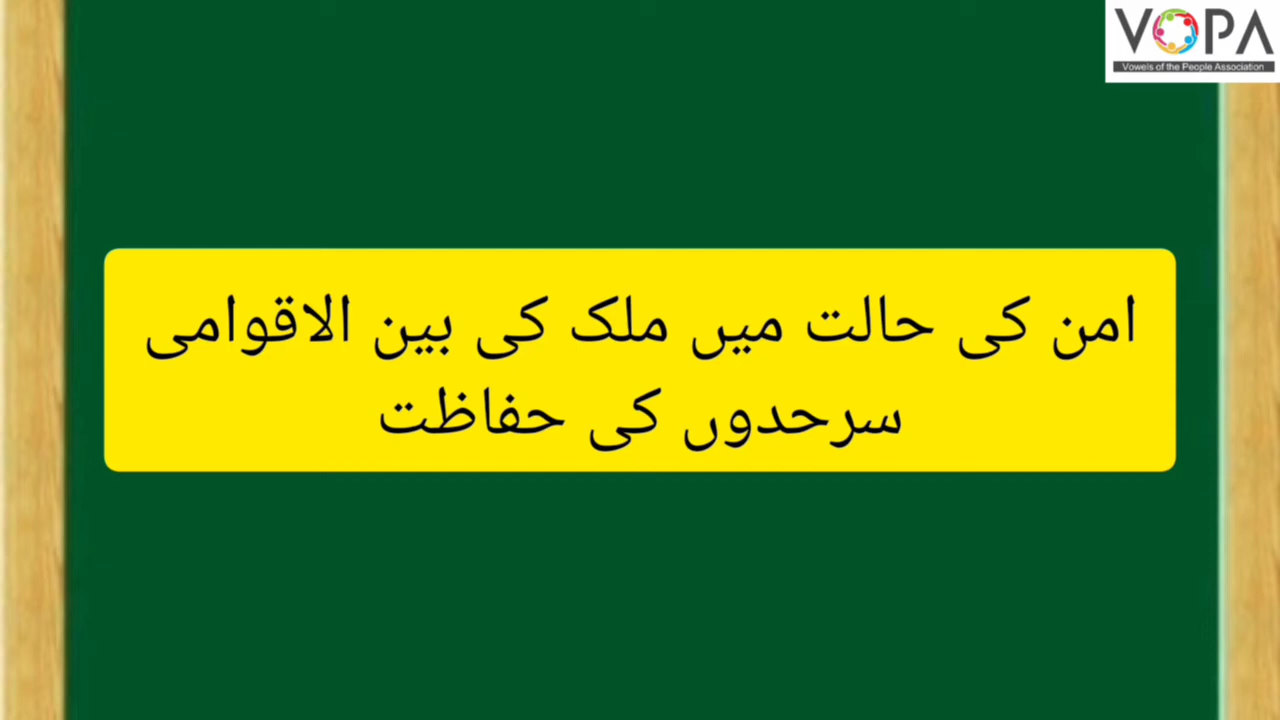 VOPA
Vowels of the People Association
امن کی حالت میں ملک کی بین الاقوامی
سرحدوں کی حفاظت